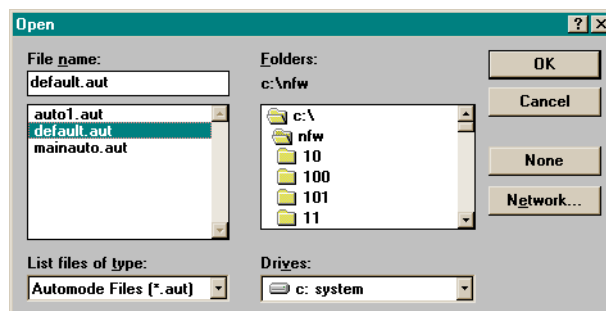 Open
File name:
default.aut
auto1.aut
default.aut
mainauto.aut
List files of type:
Automode Files (*.aut)
Folders:
c:\nfw
c:\
nfw
10
100
101
11
Drives:
c: system
OK
Cancel
None
Network...